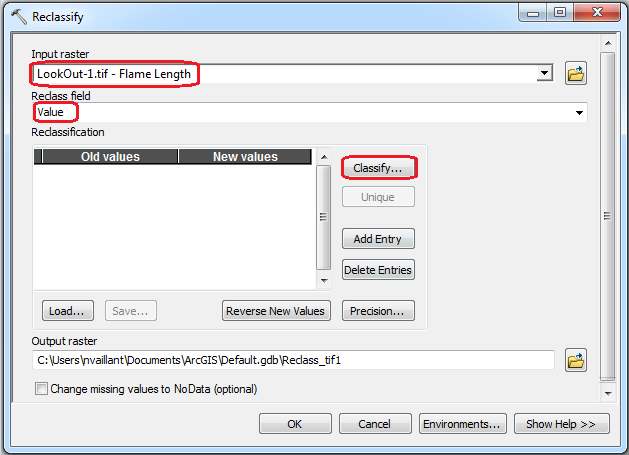 Reclassify
Input raster
LookOut-1.tif - Flame Length
Reclass field
Value
Reclassification
Old values New values
Classify...
Unique
Add Entry
Delete Entries
Load... Save... Reverse New Values Precision...
Output raster
C:\Users\nvaillant\Documents\ArcGIS\Default.gdb\Reclass_tif1
Change missing values to NoData (optional)
OK Cancel Environments... Show Help >>